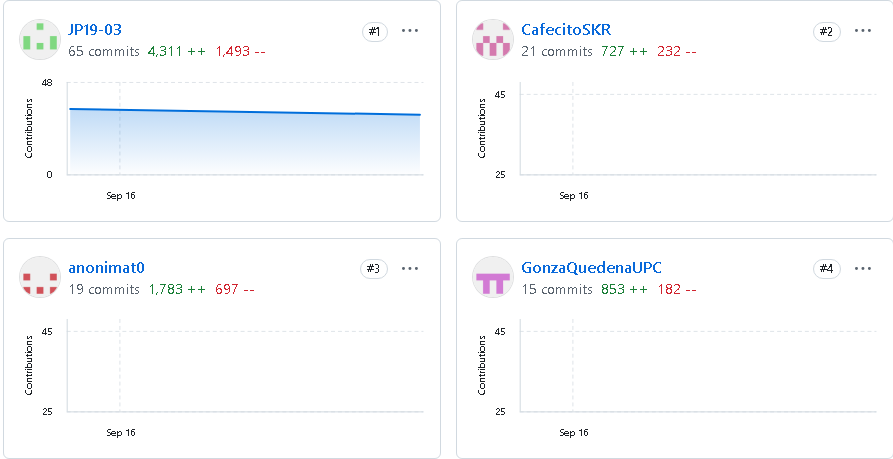 JP19-03 #1 ...
65 commits 4,311 ++ 1,493 --
48
Contributions
0
Sep 16
CafecitoSKR #2 ...
21 commits 727 ++ 232 --
45
Contributions
25
Sep 16
anonimat0 #3 ...
19 commits 1,783 ++ 697 --
45
Contributions
25
Sep 16
GonzaQuedenaUPC #4 ...
15 commits 853 ++ 182 --
45
Contributions
25
Sep 16